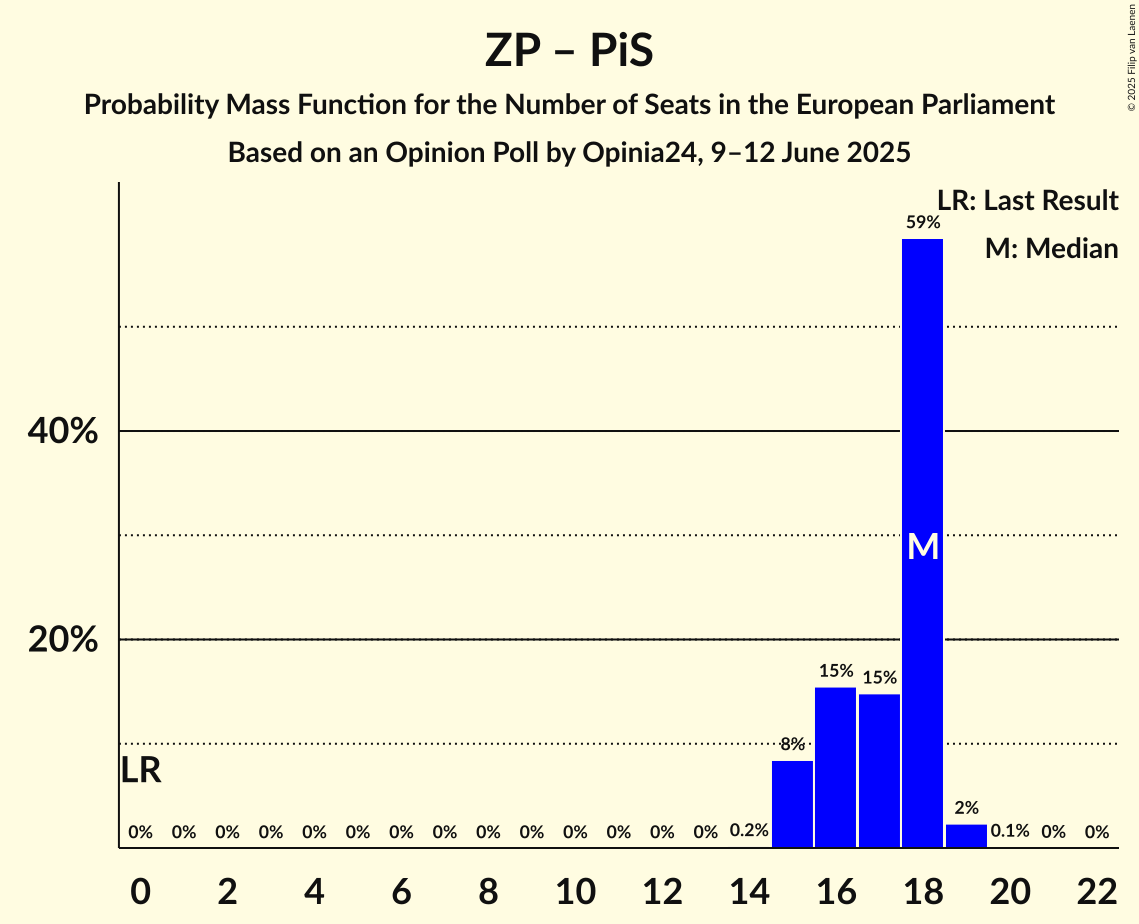 ZP – PiS
Probability Mass Function for the Number of Seats in the European Parliament
Based on an Opinion Poll by Opinia24, 9–12 June 2025
© 2025 Filip van Laenen
LR: Last Result
M: Median
59%
40%
M
20%
15%
15%
8%
LR
2%
0% 0% 0% 0% 0% 0% 0% 0% 0% 0% 0% 0% 0% 0% 0.2% 0.1% 0% 0%
0 2 4 6 8 10 12 14 16 18 20 22